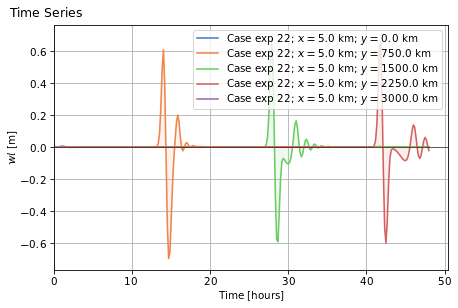 Time Series
Case exp 22; x = 5.0 km; y = 0.0 km
Case exp 22; x = 5.0 km; y = 750.0 km
Case exp 22; x = 5.0 km; y = 1500.0 km
Case exp 22; x = 5.0 km; y = 2250.0 km
Case exp 22; x = 5.0 km; y = 3000.0 km
wl [m]
0.6
0.4
0.2
0.0
−0.2
−0.4
−0.6
0 10 20 30 40 50
Time [hours]